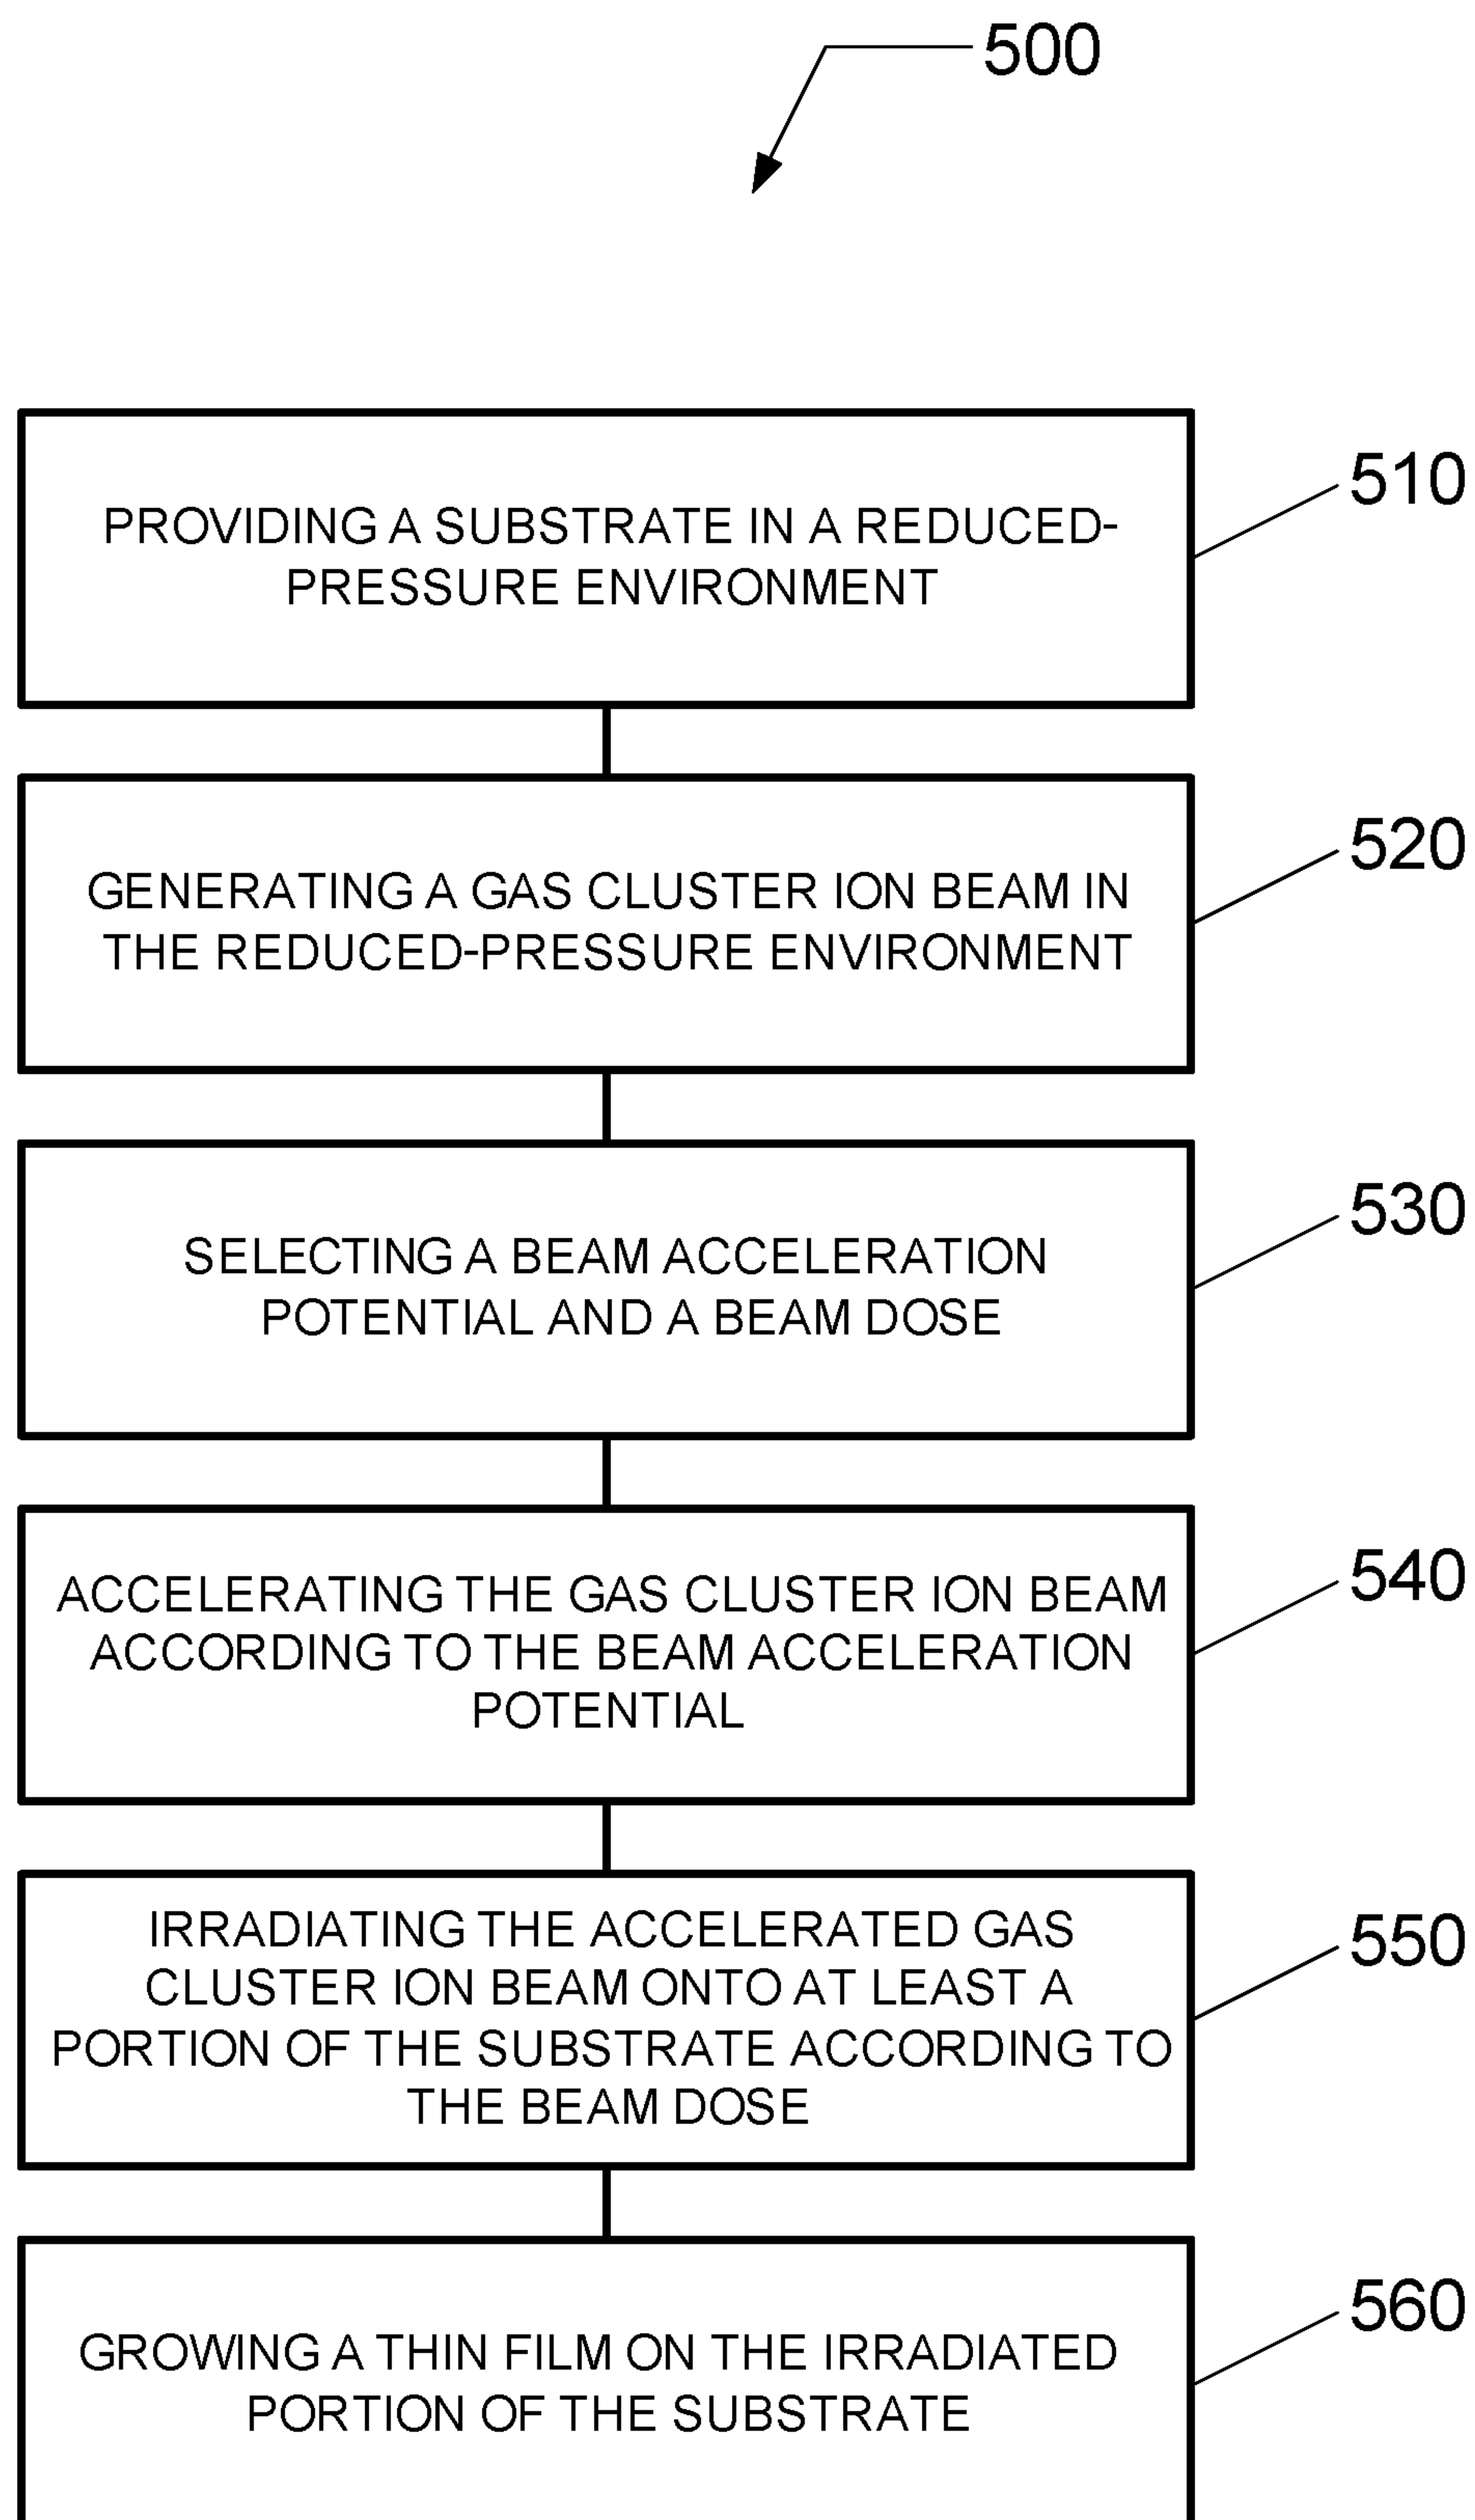 500
PROVIDING A SUBSTRATE IN A REDUCED-
PRESSURE ENVIRONMENT
510
GENERATING A GAS CLUSTER ION BEAM IN
THE REDUCED-PRESSURE ENVIRONMENT
520
SELECTING A BEAM ACCELERATION
POTENTIAL AND A BEAM DOSE
530
ACCELERATING THE GAS CLUSTER ION BEAM
ACCORDING TO THE BEAM ACCELERATION
POTENTIAL
540
IRRADIATING THE ACCELERATED GAS
CLUSTER ION BEAM ONTO AT LEAST A
PORTION OF THE SUBSTRATE ACCORDING TO
THE BEAM DOSE
550
GROWING A THIN FILM ON THE IRRADIATED
PORTION OF THE SUBSTRATE
560